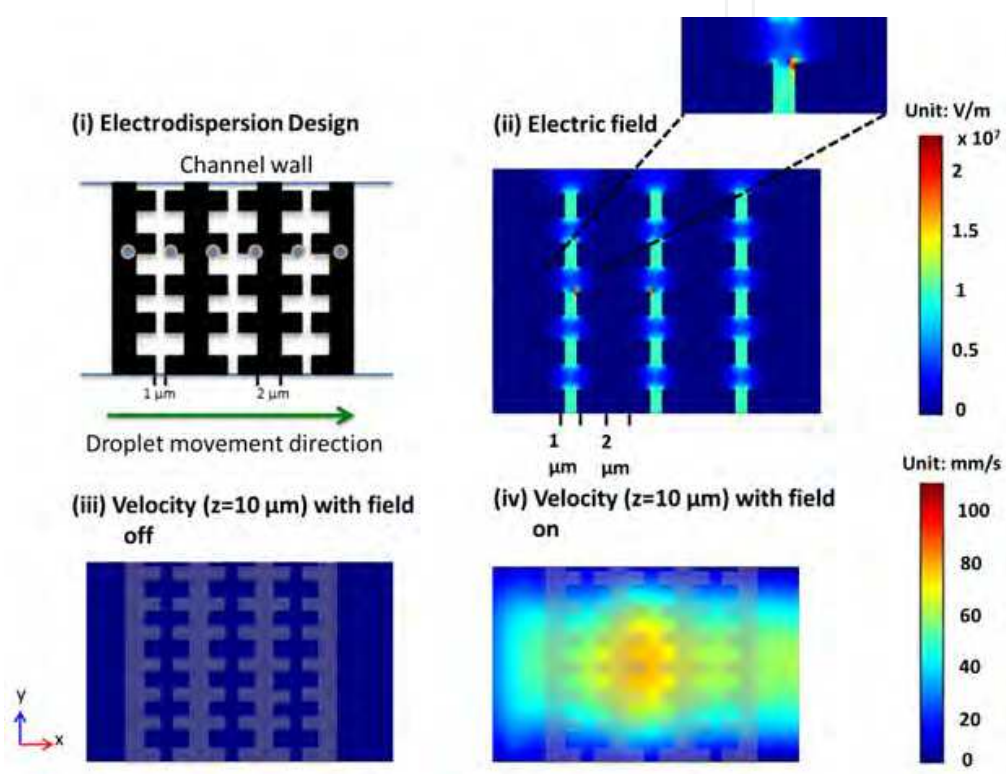 (i) Electrodispersion Design
Channel wall
1 μm
2 μm
Droplet movement direction
(ii) Electric field
Unit: V/m
x 10⁷
2
1.5
1
0.5
0
1
μm
2
μm
(iii) Velocity (z=10 μm) with field
off
(iv) Velocity (z=10 μm) with field
on
Unit: mm/s
100
80
60
40
20
0
y
x